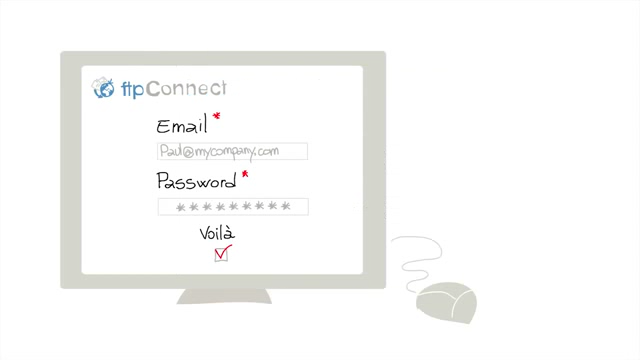 ftpConnect
Email*
Paul@mycompany.com
Password*
*********
Voilà